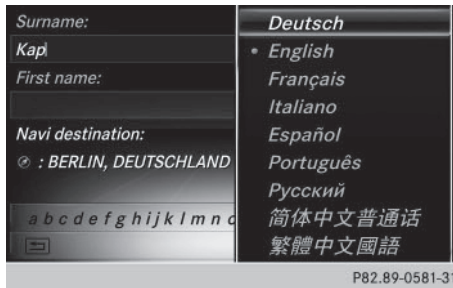 Surname:
Kap
First name:
Navi destination:
: BERLIN, DEUTSCHLAND
a b c d e f g h i j k l m n
Deutsch
English
Français
Italiano
Español
Português
Русский
简体中文普通话
繁體中文國語
P82.89-0581-31